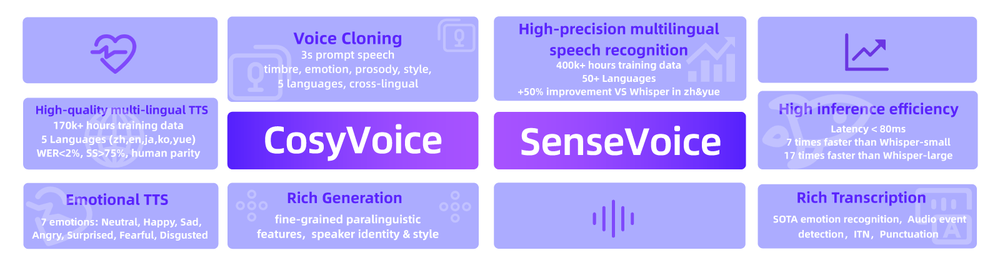 High-quality multi-lingual TTS
170k+ hours training data
5 Languages (zh,en,ja,ko,yue)
WER<2%, SS>75%, human parity
Emotional TTS
7 emotions: Neutral, Happy, Sad,
Angry, Surprised, Fearful, Disgusted
Voice Cloning
3s prompt speech
timbre, emotion, prosody, style,
5 languages, cross-lingual
CosyVoice
Rich Generation
fine-grained paralinguistic
features, speaker identity & style
High-precision multilingual
speech recognition
400k+ hours training data
50+ Languages
+50% improvement VS Whisper in zh&yue
SenseVoice
High inference efficiency
Latency < 80ms
7 times faster than Whisper-small
17 times faster than Whisper-large
Rich Transcription
SOTA emotion recognition, Audio event
detection, ITN, Punctuation
A